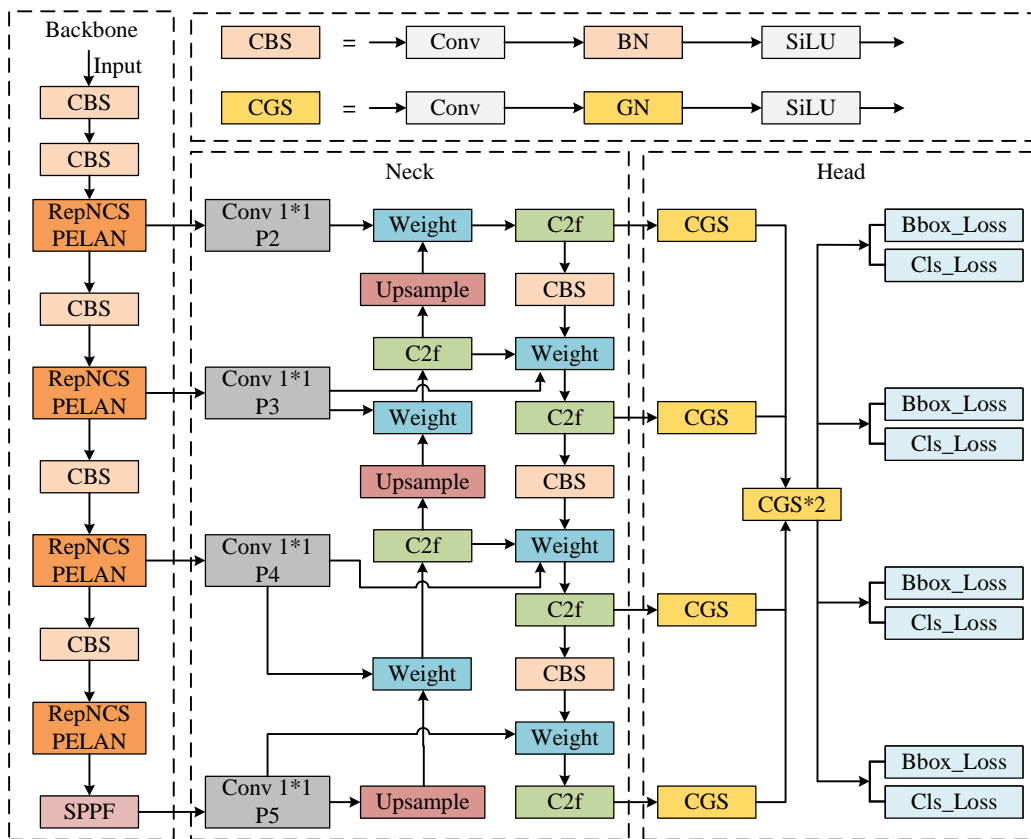 Backbone
Input
CBS
CBS
RepNCS
PELAN
CBS
RepNCS
PELAN
CBS
RepNCS
PELAN
CBS
RepNCS
PELAN
SPPF
CBS = Conv BN SiLU
CGS = Conv GN SiLU
Neck
Conv 1*1
P2
Weight
C2f
Upsample
CBS
C2f
Weight
Conv 1*1
P3
Weight
C2f
Upsample
CBS
C2f
Weight
Conv 1*1
P4
C2f
Weight
CBS
Weight
Conv 1*1
P5
Upsample
C2f
Head
CGS
CGS
CGS*2
CGS
CGS
Bbox_Loss
Cls_Loss
Bbox_Loss
Cls_Loss
Bbox_Loss
Cls_Loss
Bbox_Loss
Cls_Loss